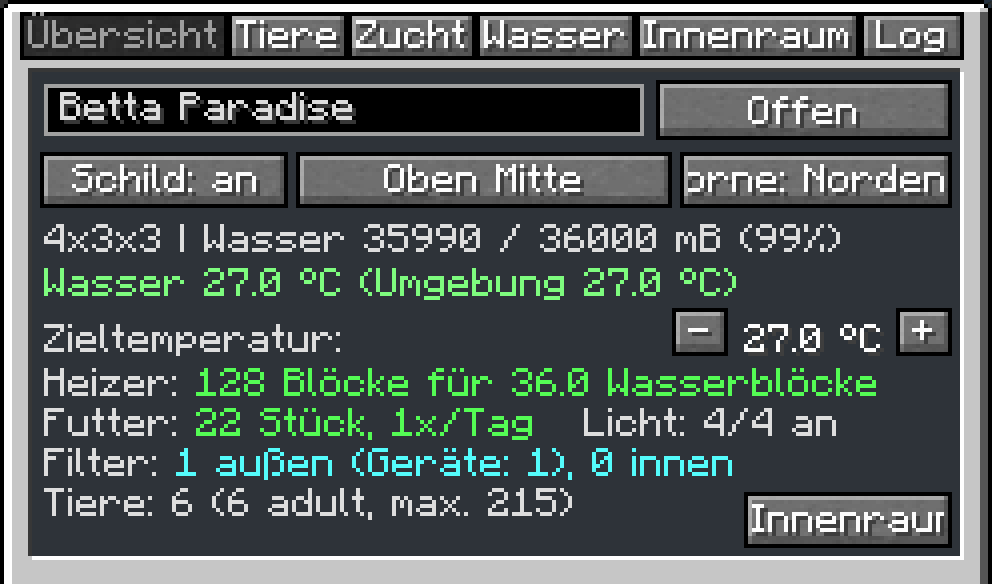 Übersicht Tiere Zucht Wasser Innenraum Log
Betta Paradise Offen
Schild: an Oben Mitte orne: Norden
4x3x3 | Wasser 35990 / 36000 mB (99%)
Wasser 27.0 °C (Umgebung 27.0 °C)
Zieltemperatur: - 27.0 °C +
Heizer: 128 Blöcke für 36.0 Wasserblöcke
Futter: 22 Stück, 1x/Tag Licht: 4/4 an
Filter: 1 außen (Geräte: 1), 0 innen
Tiere: 6 (6 adult, max. 215)
Innenraur